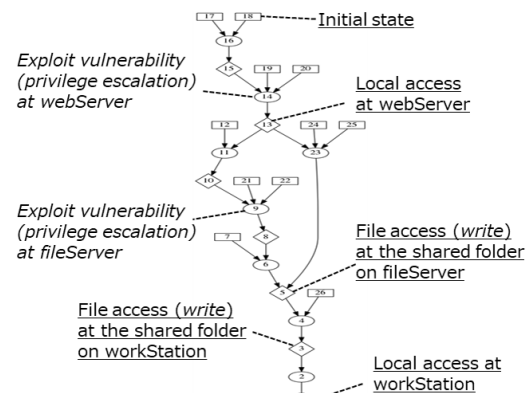 17
18
Initial state
16
Exploit vulnerability
(privilege escalation)
at webServer
15
19
20
14
Local access
at webServer
12
13
24
25
11
23
10
21
22
Exploit vulnerability
(privilege escalation)
at fileServer
9
7
8
File access (write)
at the shared folder
on fileServer
6
5
26
File access (write)
at the shared folder
on workStation
4
3
Local access at
workStation
2